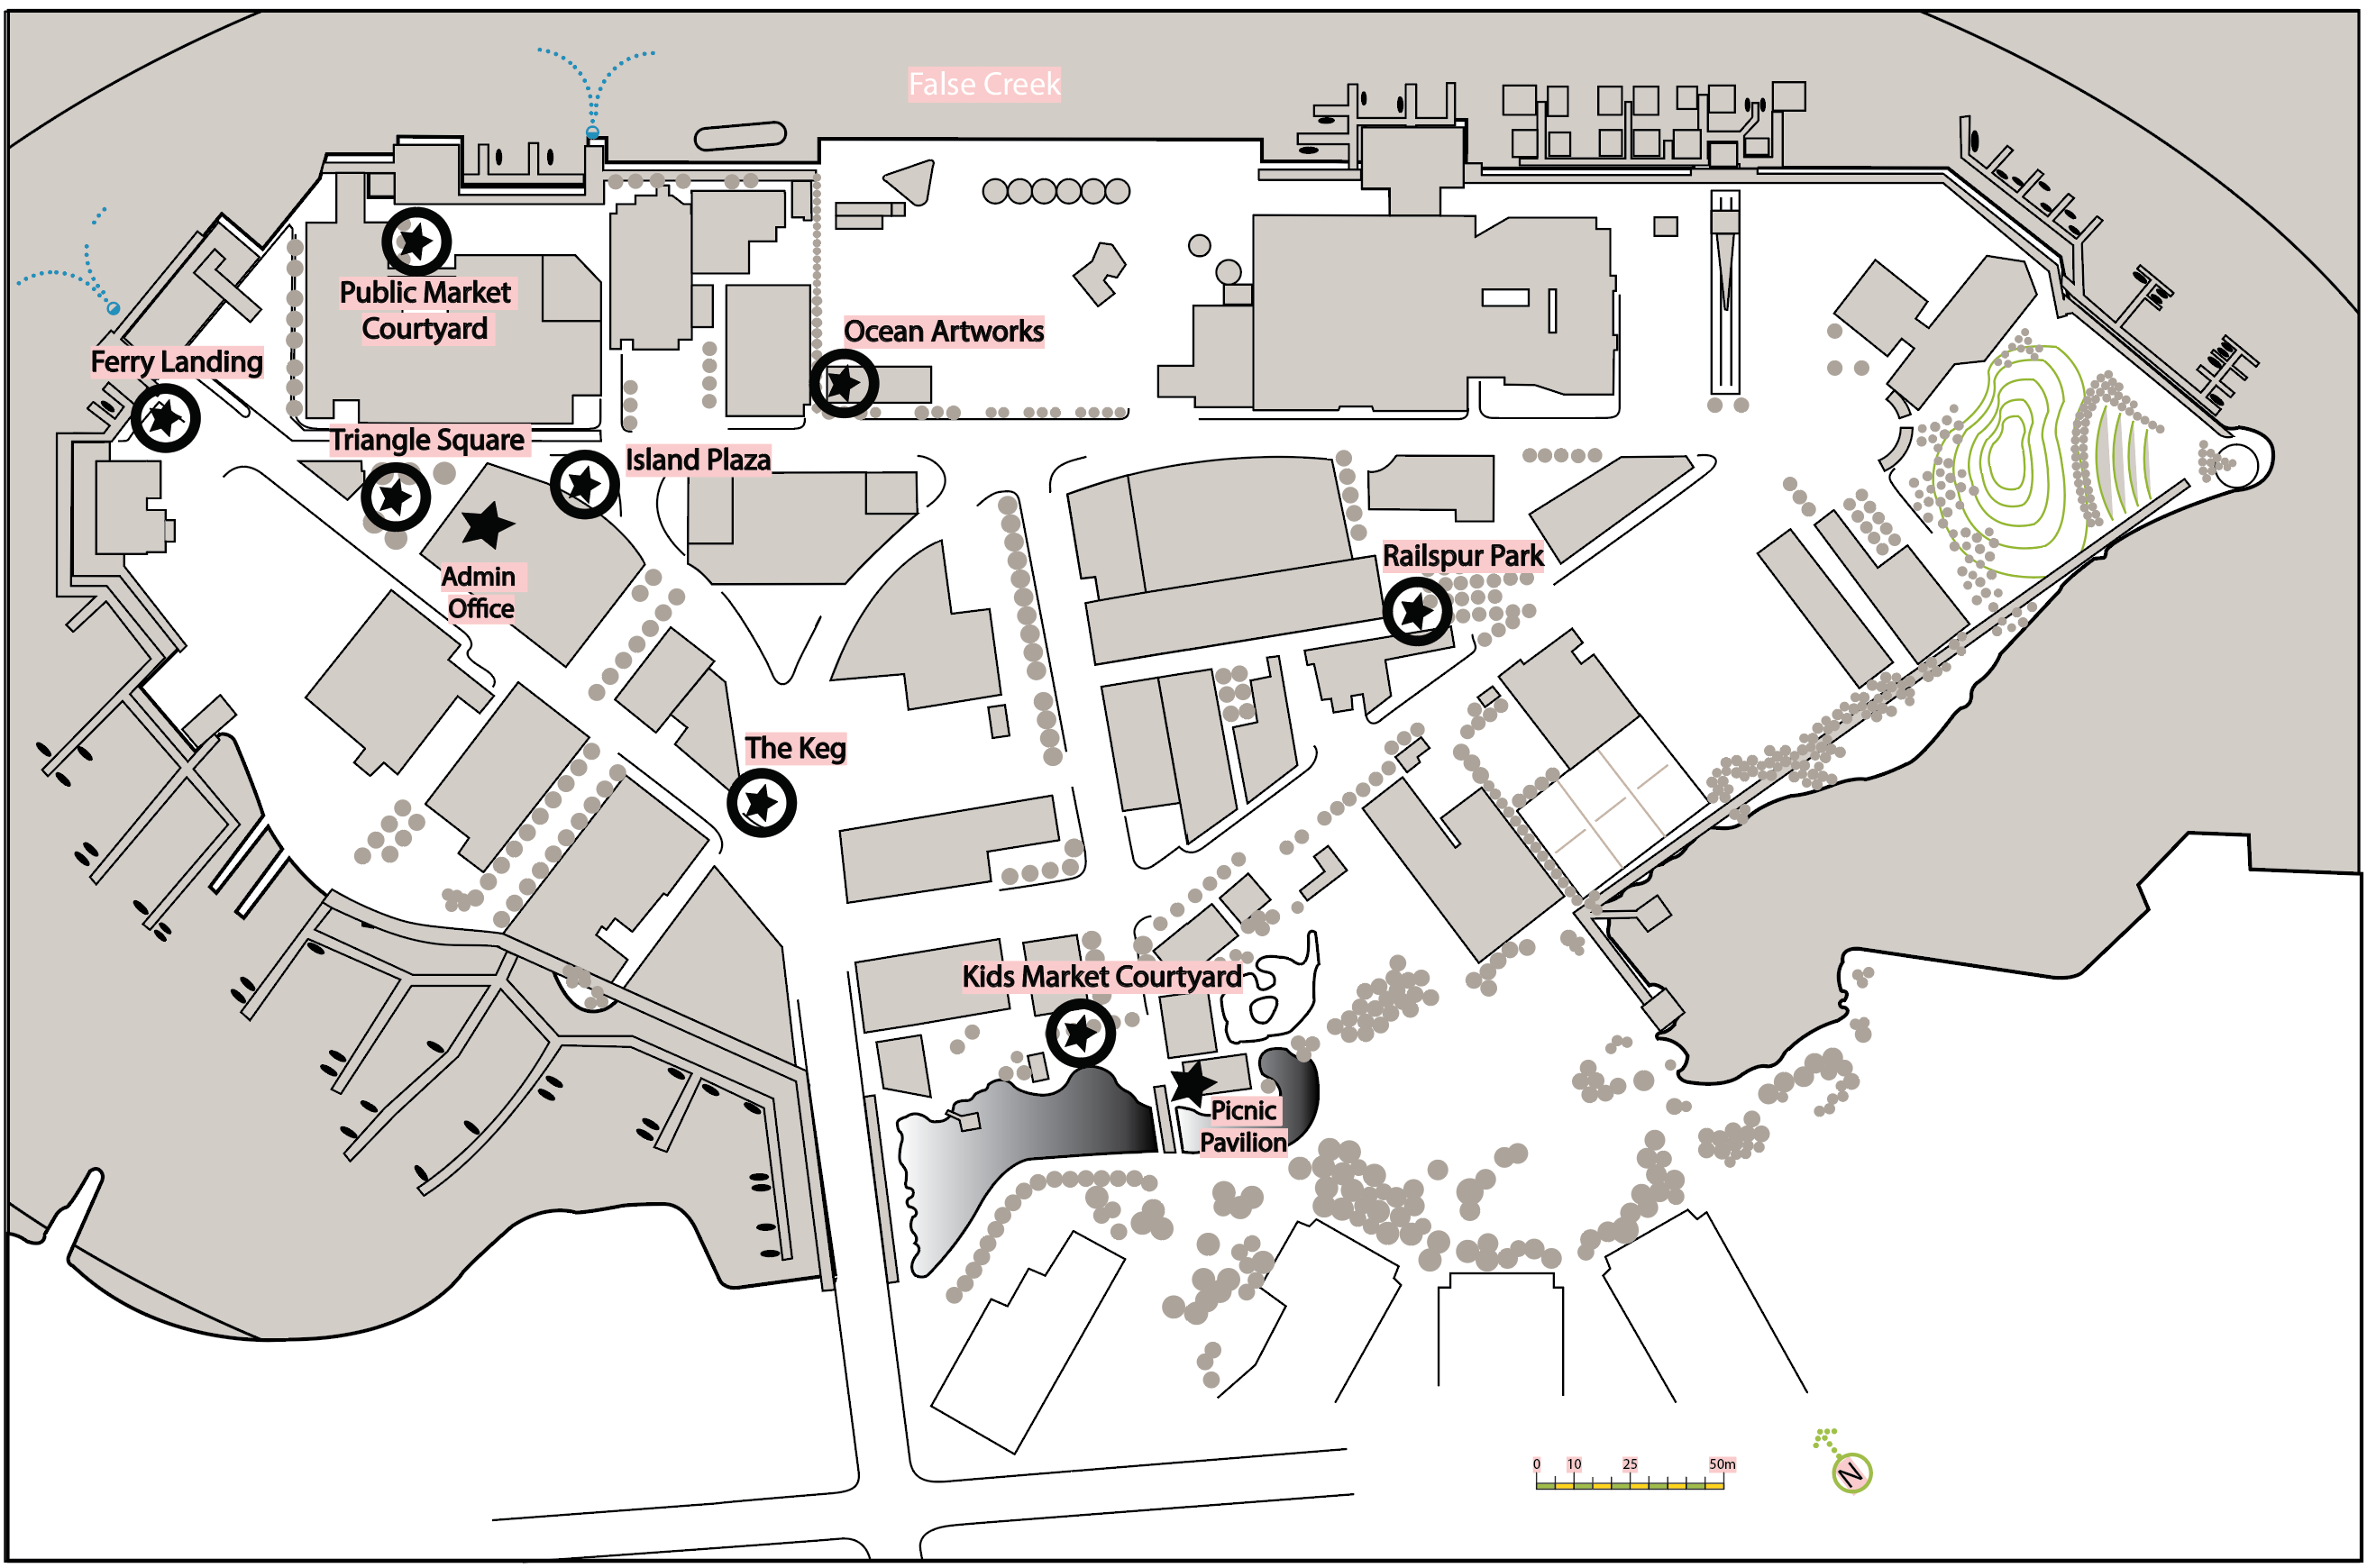 False Creek
Public Market
Courtyard
Ocean Artworks
Ferry Landing
Triangle Square
Island Plaza
Admin
Office
Railspur Park
The Keg
Kids Market Courtyard
Picnic
Pavilion
0 10 25 50m
N